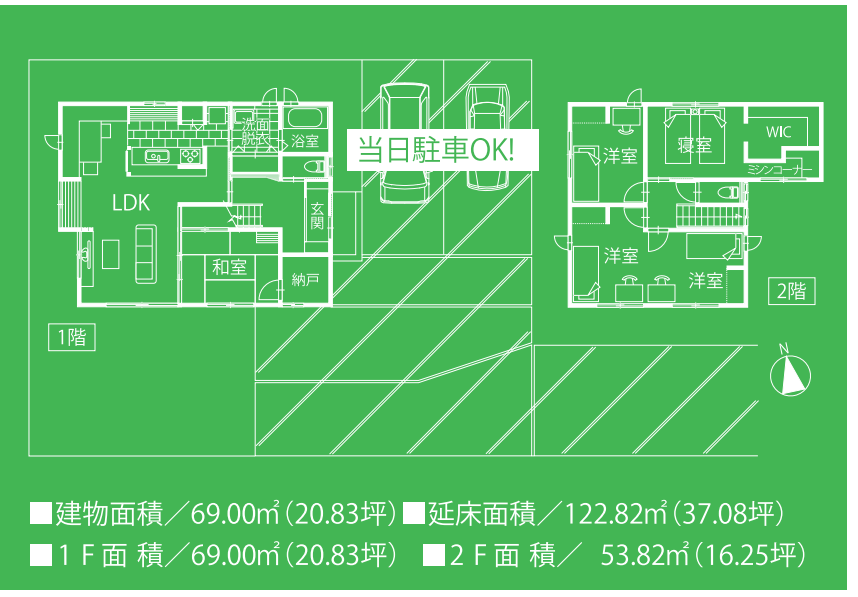 洗面
脱衣
浴室
当日駐車OK!
LDK
玄
関
和室
納戸
1階
洋室
寝室
WIC
ミシンコーナー
洋室
洋室
2階
N
■建物面積／69.00㎡(20.83坪) ■延床面積／122.82㎡(37.08坪)
■1F面積／69.00㎡(20.83坪) ■2F面積／ 53.82㎡(16.25坪)